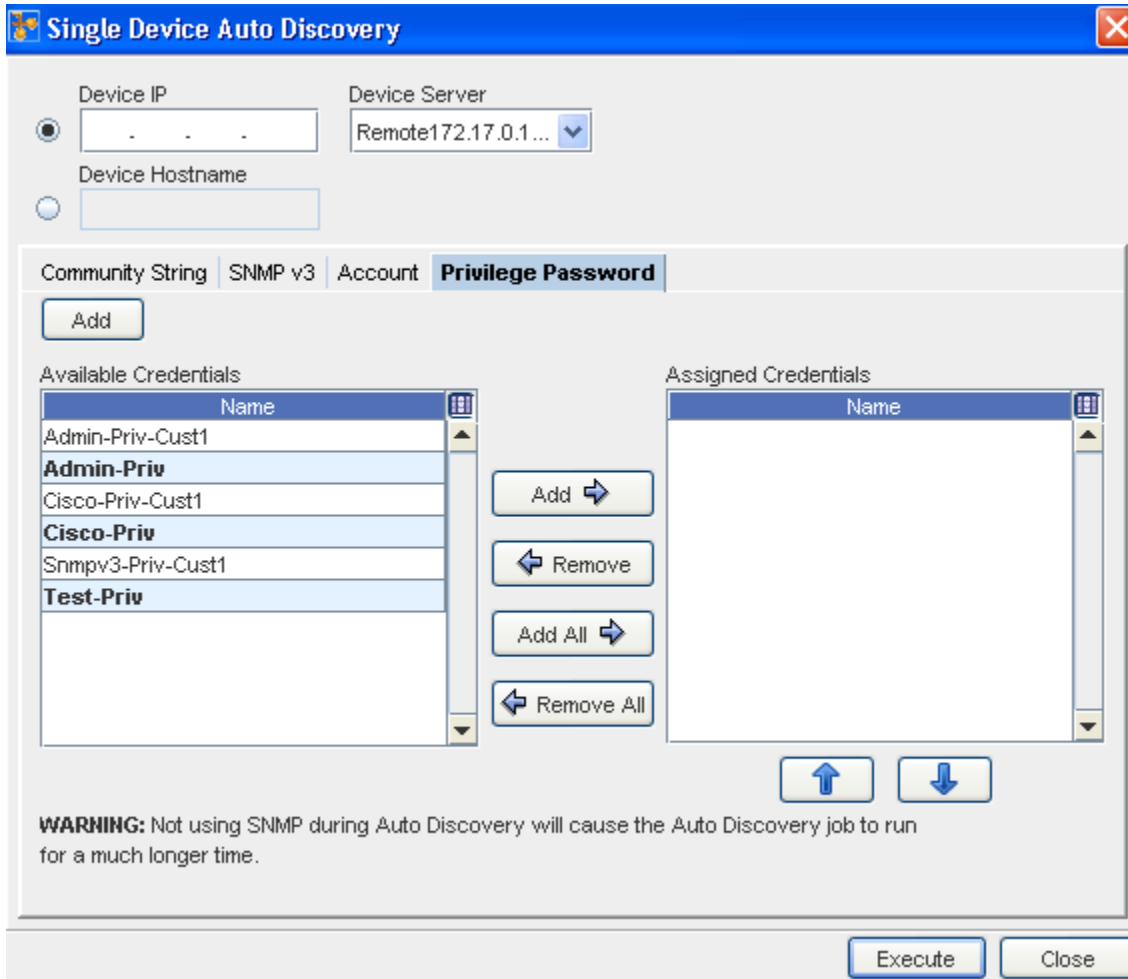 Single Device Auto Discovery
Device IP
Device Server
. . .
Remote172.17.0.1...
Device Hostname
Community String
SNMP v3
Account
Privilege Password
Add
Available Credentials
Name
Admin-Priv-Cust1
Admin-Priv
Cisco-Priv-Cust1
Cisco-Priv
Snmpv3-Priv-Cust1
Test-Priv
Add
Remove
Add All
Remove All
Assigned Credentials
Name
WARNING: Not using SNMP during Auto Discovery will cause the Auto Discovery job to run
for a much longer time.
Execute
Close